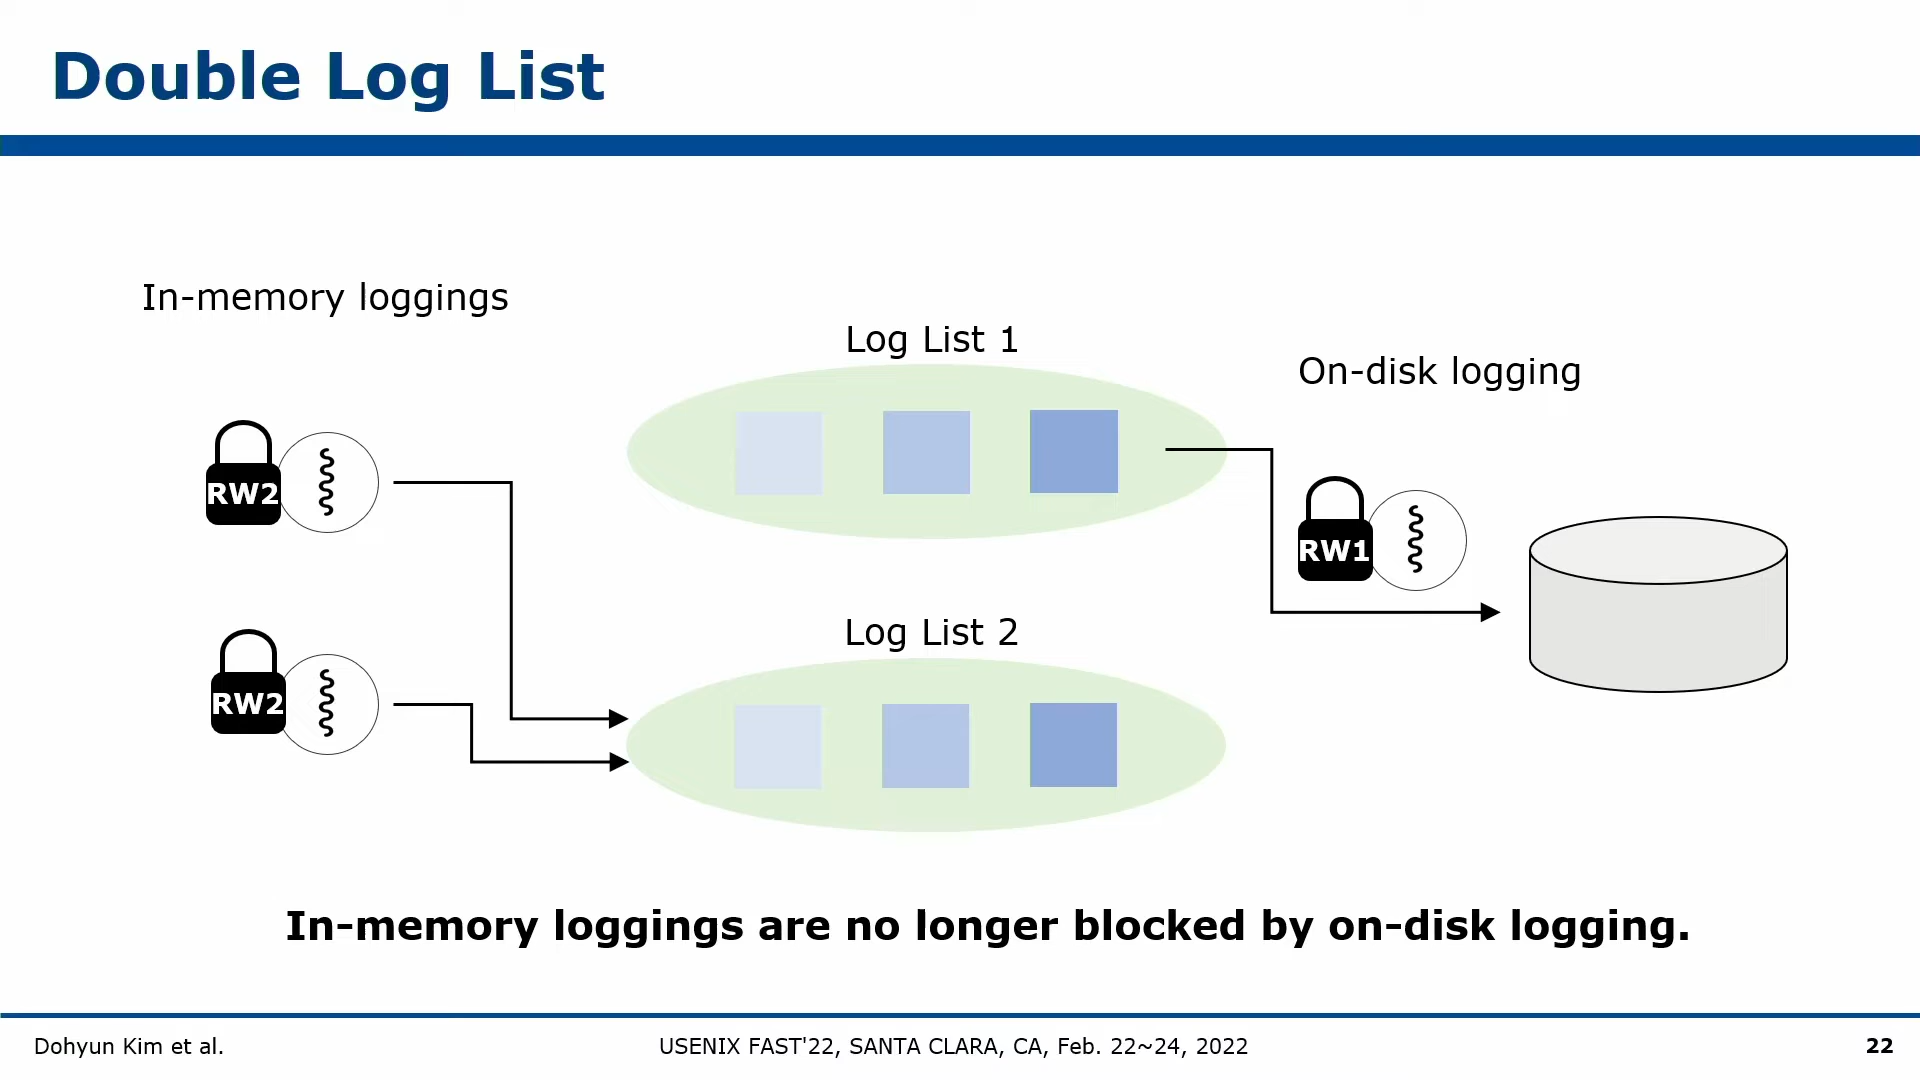 Double Log List
In-memory loggings
Log List 1
On-disk logging
RW2
RW1
Log List 2
RW2
In-memory loggings are no longer blocked by on-disk logging.
Dohyun Kim et al.
USENIX FAST'22, SANTA CLARA, CA, Feb. 22~24, 2022
22